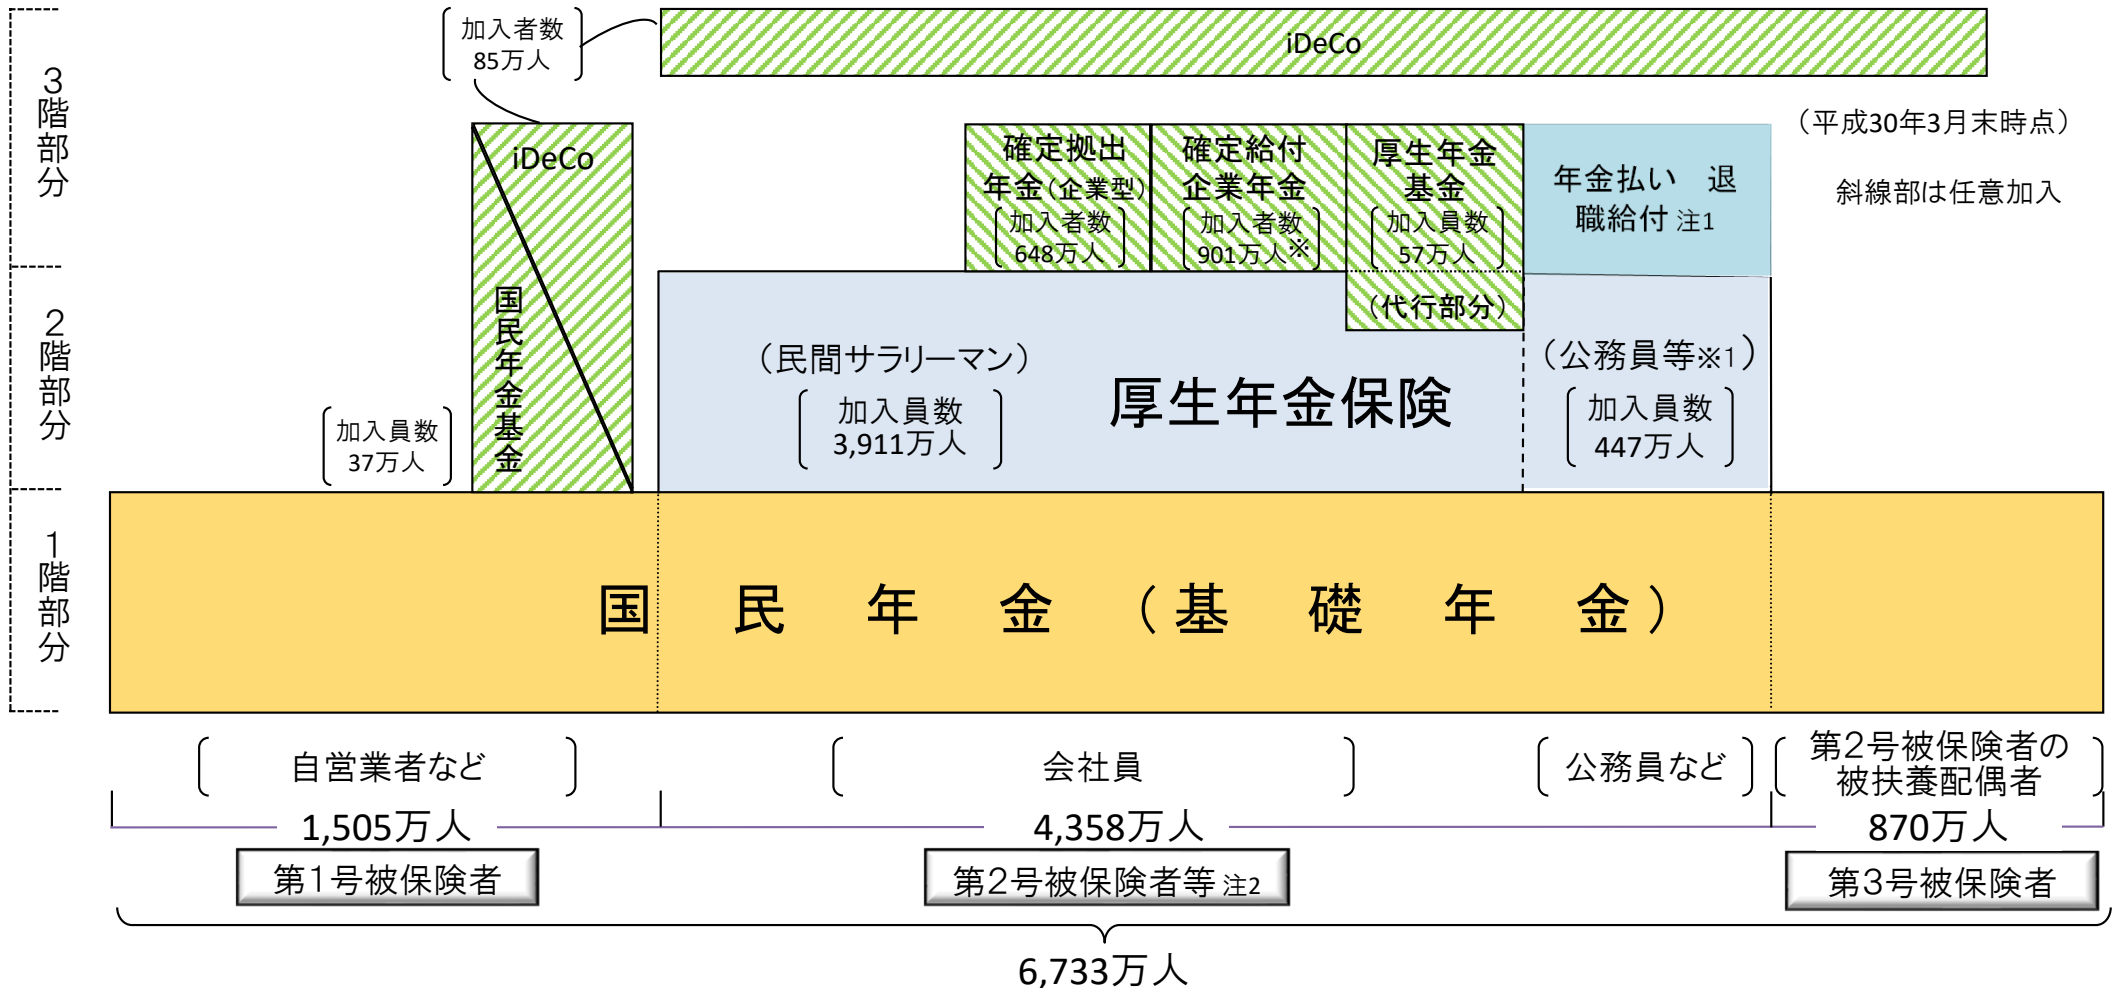 加入者数
85万人
iDeCo
3階部分
(平成30年3月末時点)
斜線部は任意加入
iDeCo
国民年金基金
確定拠出
年金(企業型)
加入者数
648万人
確定給付
企業年金
加入者数
901万人※
厚生年金
基金
加入員数
57万人
(代行部分)
年金払い 退
職給付 注1
2階部分
加入員数
37万人
(民間サラリーマン)
加入員数
3,911万人
厚生年金保険
(公務員等※1)
加入員数
447万人
1階部分
国民年金(基礎年金)
自営業者など
会社員
公務員など
第2号被保険者の
被扶養配偶者
1,505万人
4,358万人
870万人
第1号被保険者
第2号被保険者等 注2
第3号被保険者
6,733万人